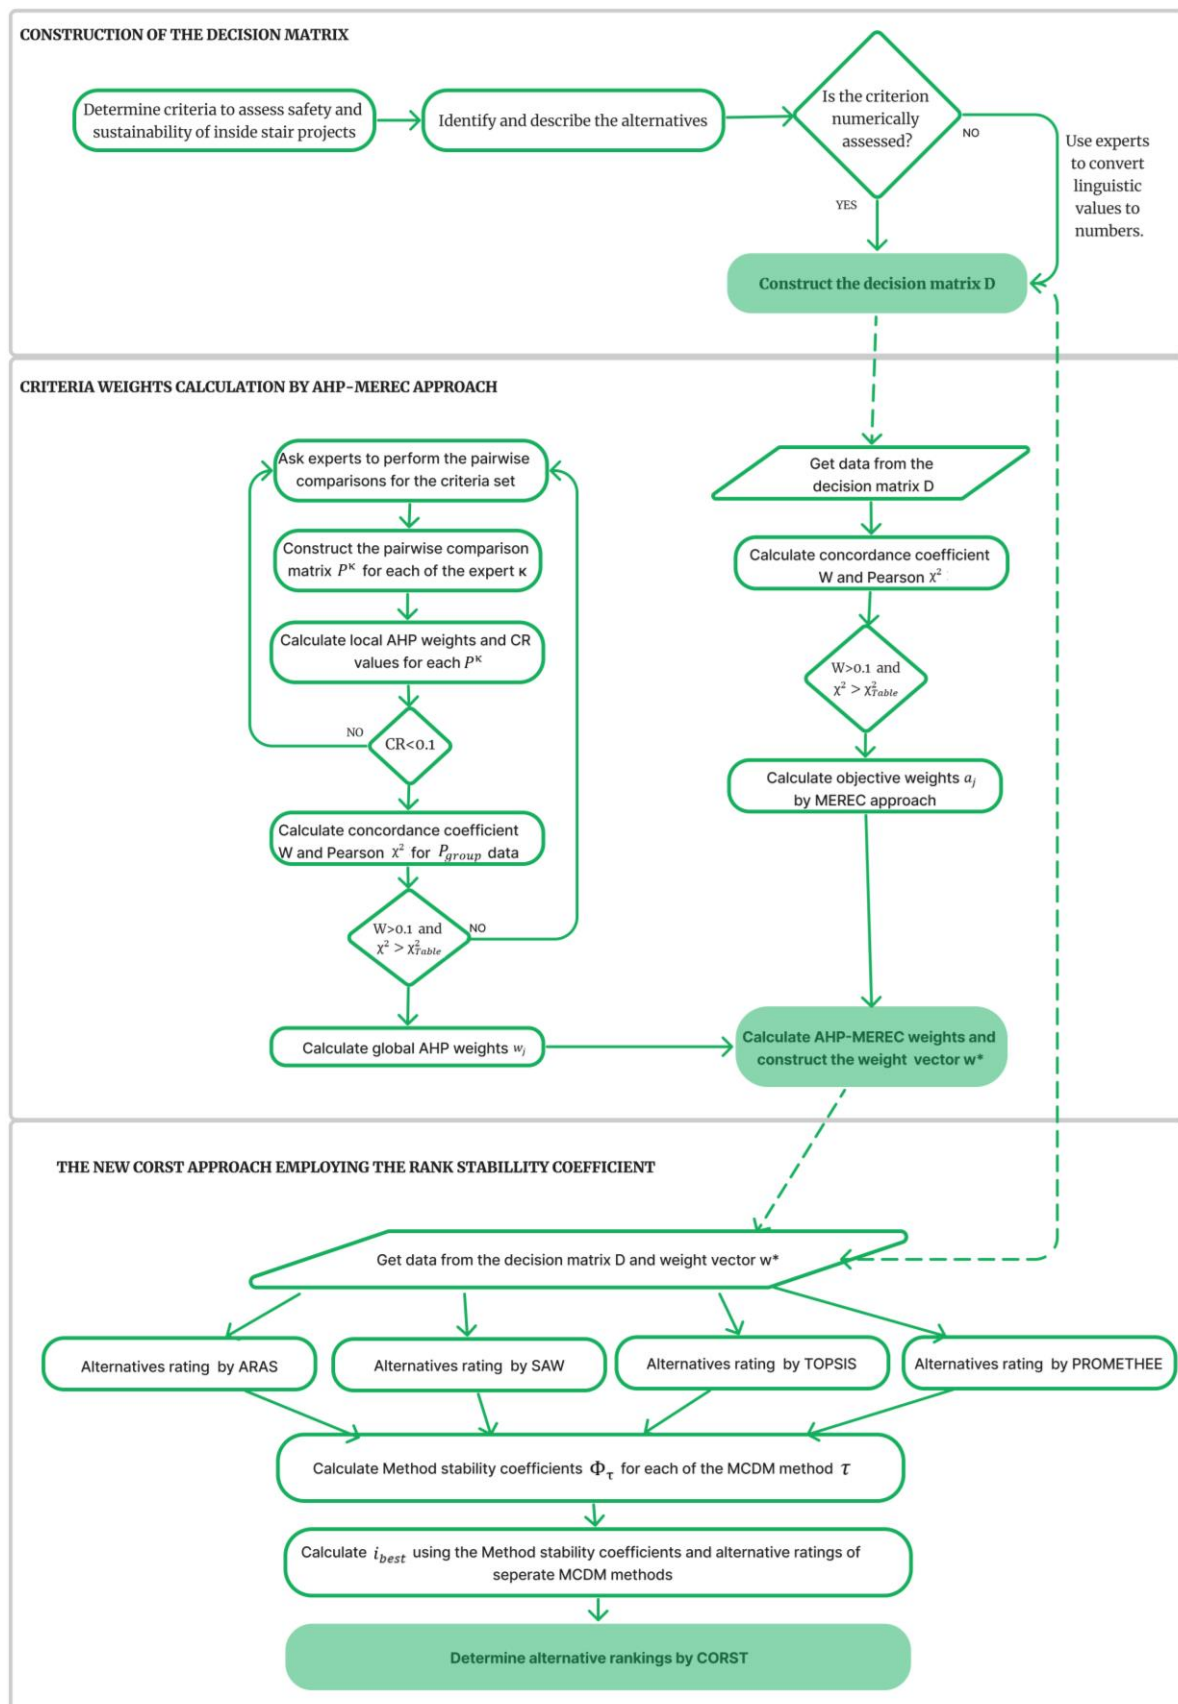 CONSTRUCTION OF THE DECISION MATRIX
Determine criteria to assess safety and
sustainability of inside stair projects
Identify and describe the alternatives
Is the criterion
numerically
assessed?
NO
YES
Use experts
to convert
linguistic
values to
numbers.
Construct the decision matrix D
CRITERIA WEIGHTS CALCULATION BY AHP-MEREC APPROACH
Ask experts to perform the pairwise
comparisons for the criteria set
Construct the pairwise comparison
matrix P^κ for each of the expert κ
Calculate local AHP weights and CR
values for each P^κ
CR<0.1
NO
Calculate concordance coefficient
W and Pearson χ² for P_group data
W>0.1 and
χ² > χ²_Table
NO
Calculate global AHP weights w_j
Get data from the
decision matrix D
Calculate concordance coefficient
W and Pearson χ²
W>0.1 and
χ² > χ²_Table
Calculate objective weights a_j
by MEREC approach
Calculate AHP-MEREC weights and
construct the weight vector w*
THE NEW CORST APPROACH EMPLOYING THE RANK STABILLITY COEFFICIENT
Get data from the decision matrix D and weight vector w*
Alternatives rating by ARAS
Alternatives rating by SAW
Alternatives rating by TOPSIS
Alternatives rating by PROMETHEE
Calculate Method stability coefficients Φ_τ for each of the MCDM method τ
Calculate i_best using the Method stability coefficients and alternative ratings of
seperate MCDM methods
Determine alternative rankings by CORST